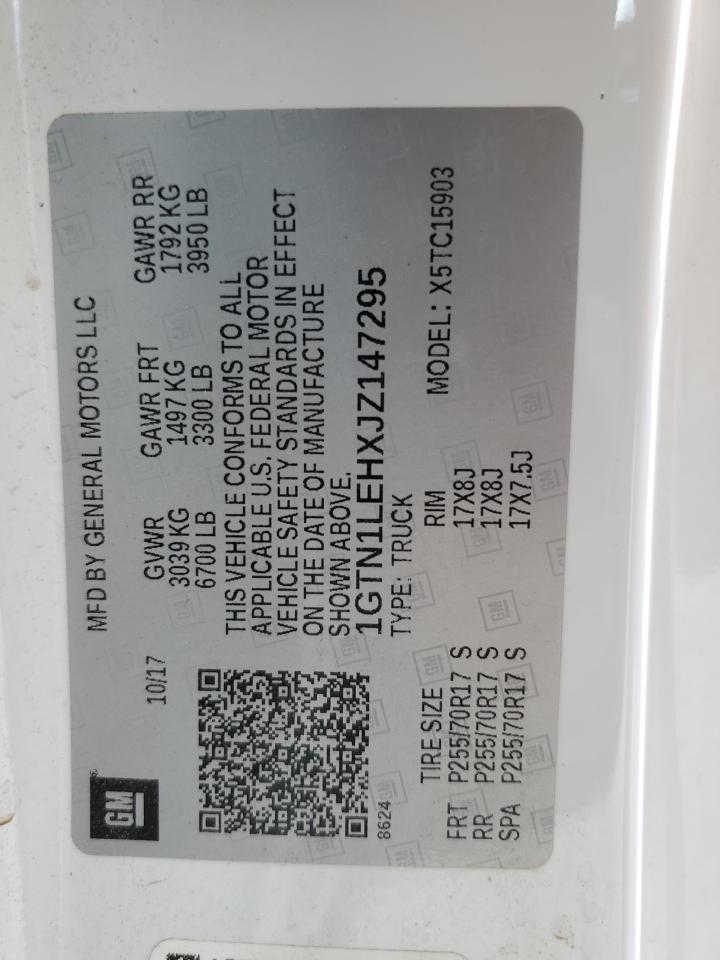 GM
MFD BY GENERAL MOTORS LLC
10/17
GVWR GAWR FRT GAWR RR
3039 KG 1497 KG 1792 KG
6700 LB 3300 LB 3950 LB
THIS VEHICLE CONFORMS TO ALL
APPLICABLE U.S. FEDERAL MOTOR
VEHICLE SAFETY STANDARDS IN EFFECT
ON THE DATE OF MANUFACTURE
SHOWN ABOVE.
1GTN1LEHXJZ147295
8624
TYPE: TRUCK
MODEL: X5TC15903
TIRE SIZE RIM
FRT P255/70R17 S 17X8J
RR P255/70R17 S 17X8J
SPA P255/70R17 S 17X7.5J